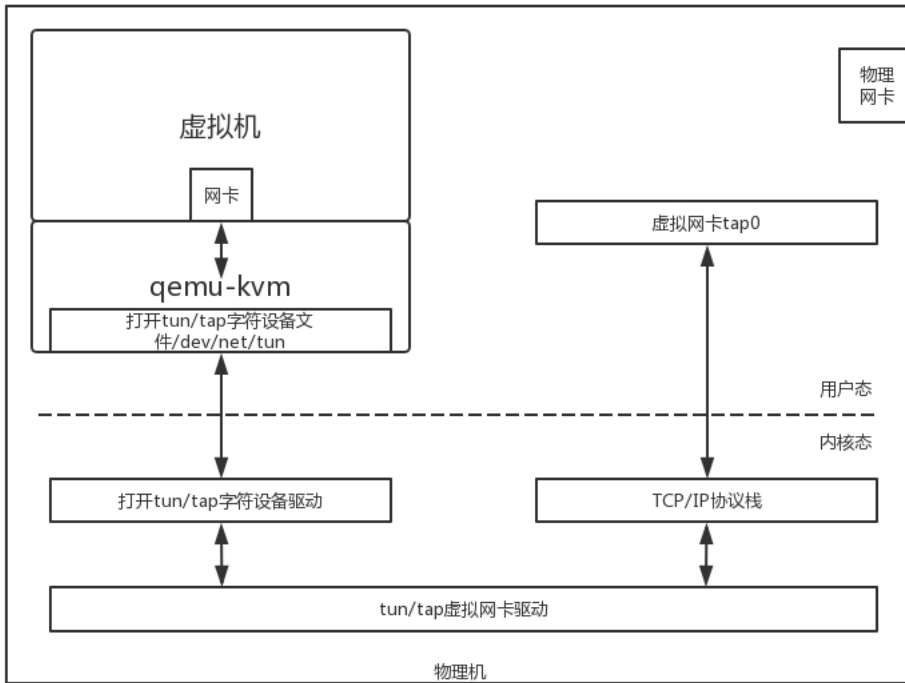 虚拟机
物理
网卡
网卡
虚拟网卡tap0
qemu-kvm
打开tun/tap字符设备文
件/dev/net/tun
用户态
内核态
打开tun/tap字符设备驱动
TCP/IP协议栈
tun/tap虚拟网卡驱动
物理机